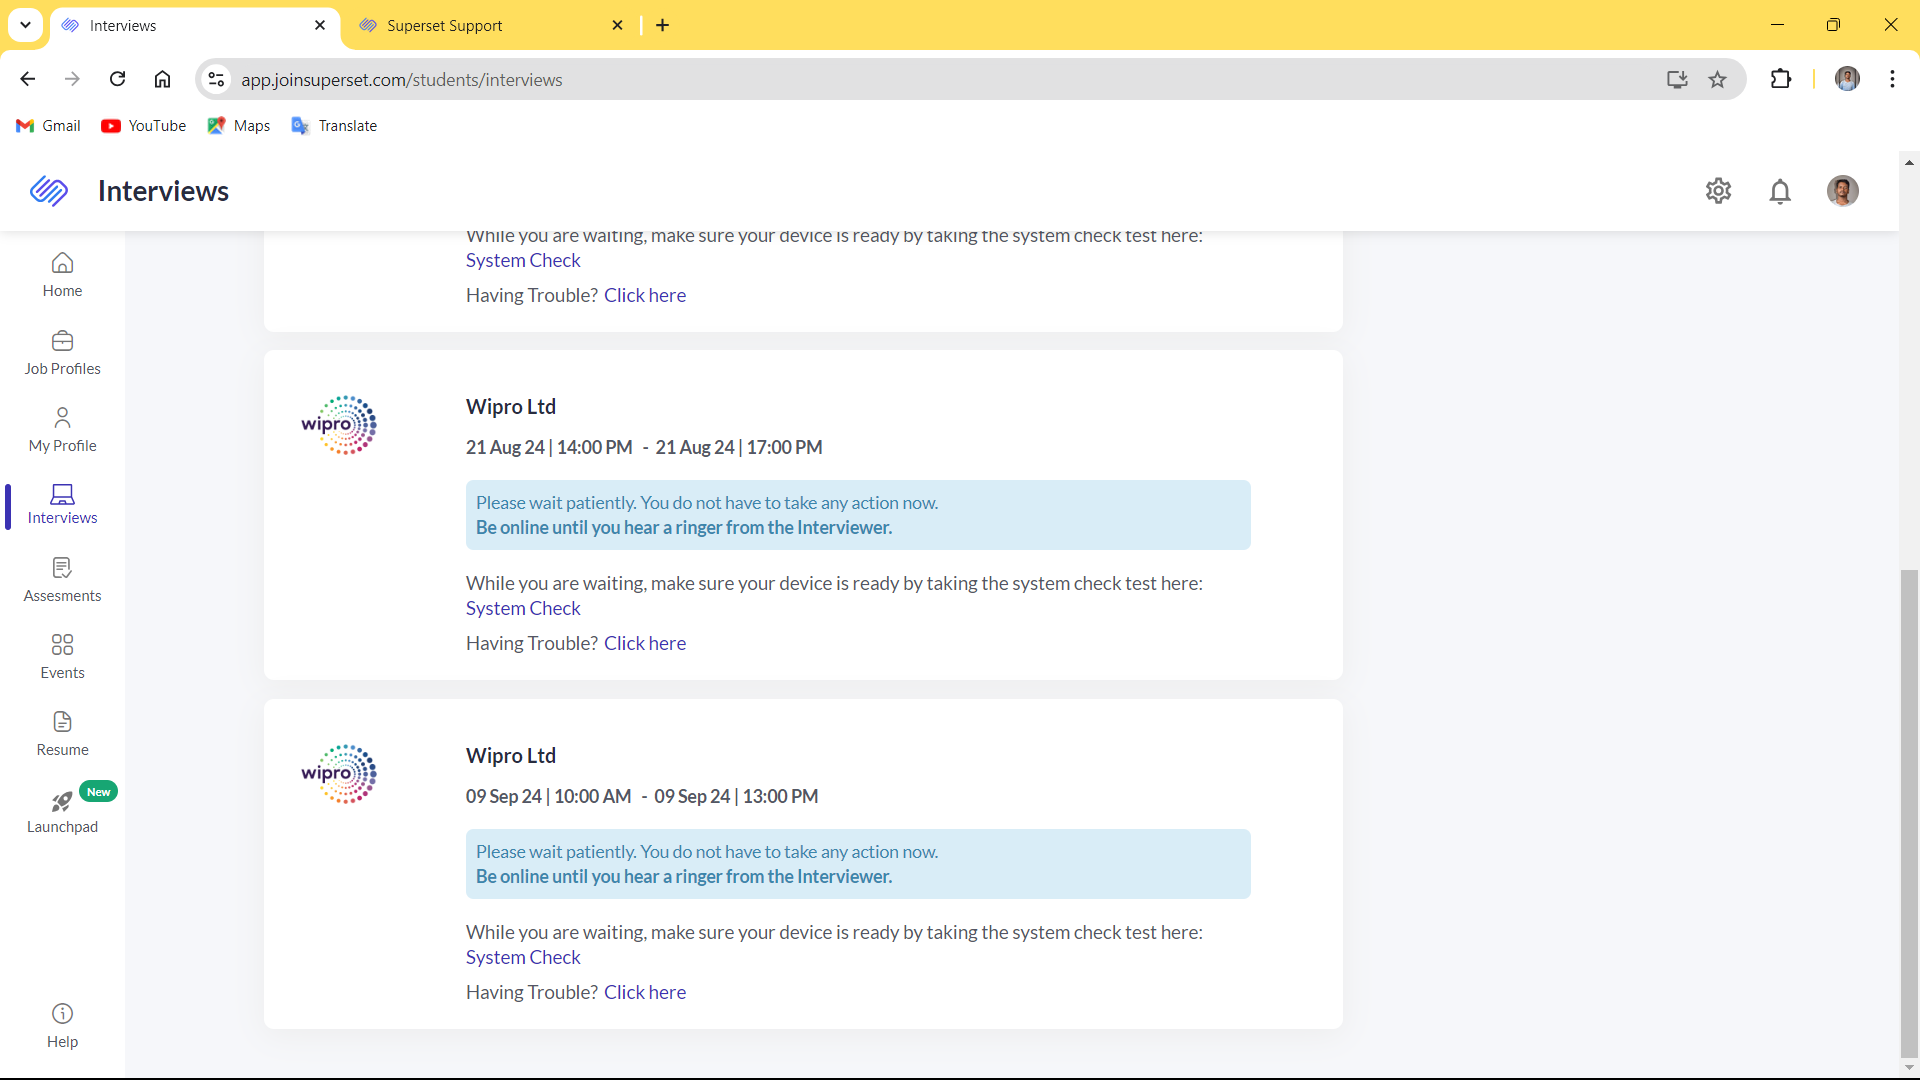 Interviews
Superset Support
app.joinsuperset.com/students/interviews
Gmail
YouTube
Maps
Translate
Interviews
Home
Job Profiles
My Profile
Interviews
Assesments
Events
Resume
New
Launchpad
Help
While you are waiting, make sure your device is ready by taking the system check test here:
System Check
Having Trouble? Click here
wipro
Wipro Ltd
21 Aug 24 | 14:00 PM - 21 Aug 24 | 17:00 PM
Please wait patiently. You do not have to take any action now.
Be online until you hear a ringer from the Interviewer.
While you are waiting, make sure your device is ready by taking the system check test here:
System Check
Having Trouble? Click here
wipro
Wipro Ltd
09 Sep 24 | 10:00 AM - 09 Sep 24 | 13:00 PM
Please wait patiently. You do not have to take any action now.
Be online until you hear a ringer from the Interviewer.
While you are waiting, make sure your device is ready by taking the system check test here:
System Check
Having Trouble? Click here